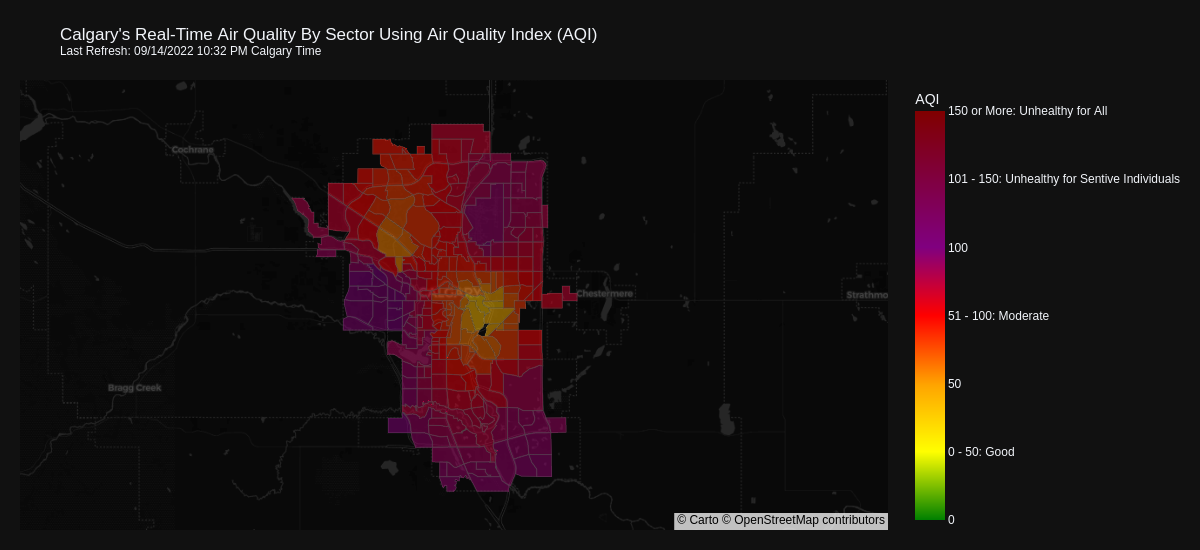 Calgary's Real-Time Air Quality By Sector Using Air Quality Index (AQI)
Last Refresh: 09/14/2022 10:32 PM Calgary Time
AQI
150 or More: Unhealthy for All
Cochrane
101 - 150: Unhealthy for Sentive Individuals
100
CALGARY
Chestermere
Strathmo
51 - 100: Moderate
Bragg Creek
50
0 - 50: Good
© Carto © OpenStreetMap contributors
0